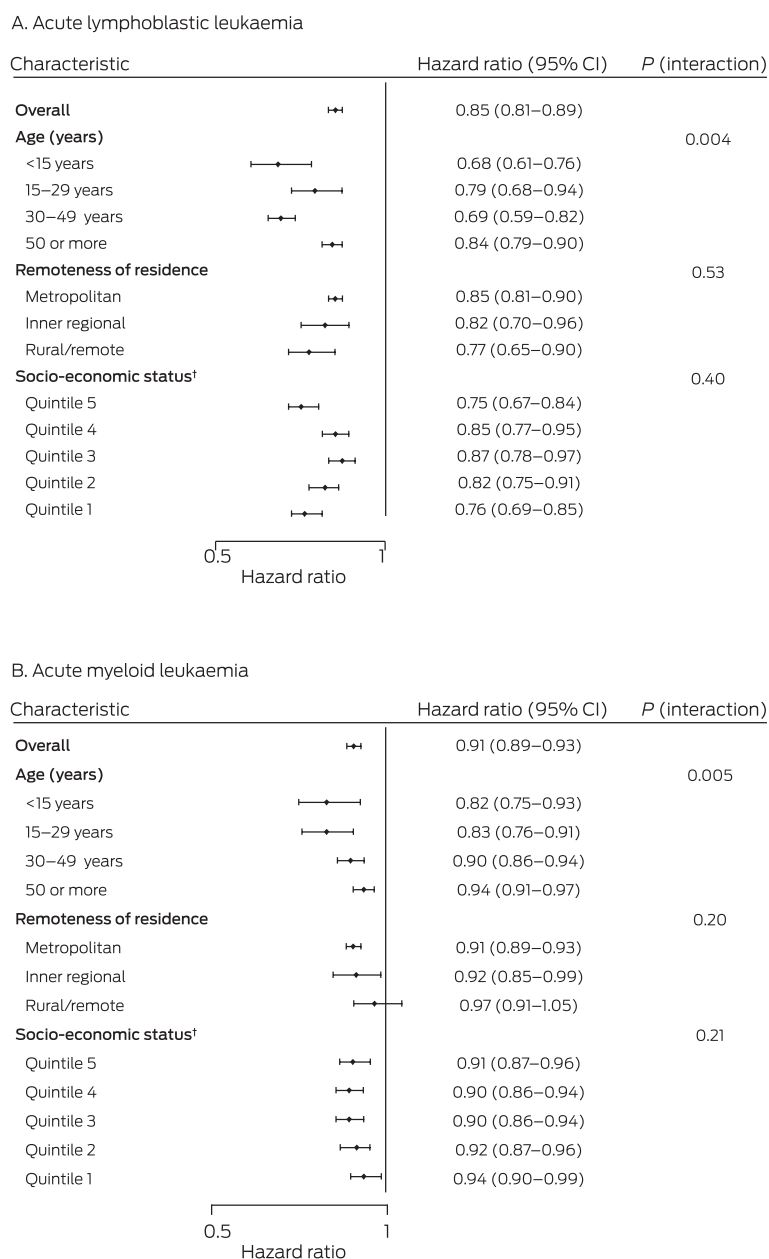 A. Acute lymphoblastic leukaemia
Characteristic Hazard ratio (95% CI) P (interaction)
Overall 0.85 (0.81–0.89)
Age (years) 0.004
<15 years 0.68 (0.61–0.76)
15–29 years 0.79 (0.68–0.94)
30–49 years 0.69 (0.59–0.82)
50 or more 0.84 (0.79–0.90)
Remoteness of residence 0.53
Metropolitan 0.85 (0.81–0.90)
Inner regional 0.82 (0.70–0.96)
Rural/remote 0.77 (0.65–0.90)
Socio-economic status† 0.40
Quintile 5 0.75 (0.67–0.84)
Quintile 4 0.85 (0.77–0.95)
Quintile 3 0.87 (0.78–0.97)
Quintile 2 0.82 (0.75–0.91)
Quintile 1 0.76 (0.69–0.85)
0.5 1
Hazard ratio
B. Acute myeloid leukaemia
Characteristic Hazard ratio (95% CI) P (interaction)
Overall 0.91 (0.89–0.93)
Age (years) 0.005
<15 years 0.82 (0.75–0.93)
15–29 years 0.83 (0.76–0.91)
30–49 years 0.90 (0.86–0.94)
50 or more 0.94 (0.91–0.97)
Remoteness of residence 0.20
Metropolitan 0.91 (0.89–0.93)
Inner regional 0.92 (0.85–0.99)
Rural/remote 0.97 (0.91–1.05)
Socio-economic status† 0.21
Quintile 5 0.91 (0.87–0.96)
Quintile 4 0.90 (0.86–0.94)
Quintile 3 0.90 (0.86–0.94)
Quintile 2 0.92 (0.87–0.96)
Quintile 1 0.94 (0.90–0.99)
0.5 1
Hazard ratio